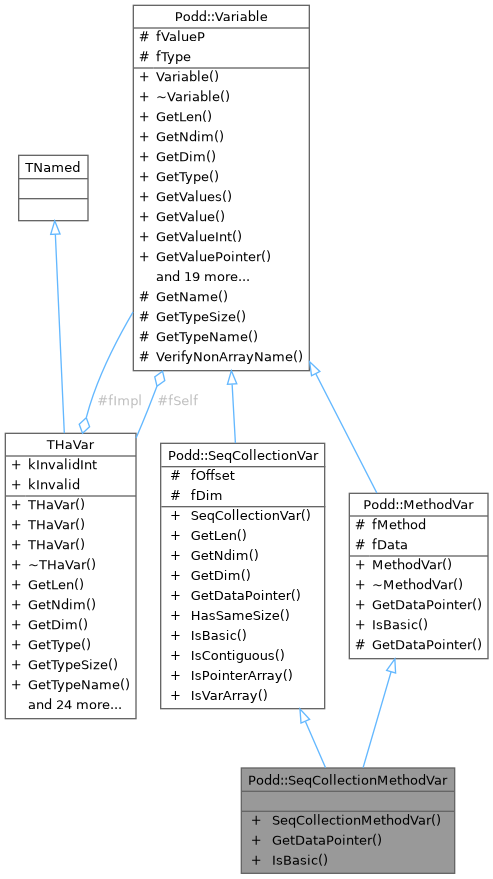 Podd::Variable
# fValueP
# fType
+ Variable()
+ ~Variable()
+ GetLen()
+ GetNdim()
+ GetDim()
+ GetType()
+ GetValues()
+ GetValue()
+ GetValueInt()
+ GetValuePointer()
and 19 more...
# GetName()
# GetTypeSize()
# GetTypeName()
# VerifyNonArrayName()
TNamed
#fImpl
#fSelf
THaVar
+ kInvalidInt
+ kInvalid
+ THaVar()
+ THaVar()
+ THaVar()
+ ~THaVar()
+ GetLen()
+ GetNdim()
+ GetDim()
+ GetType()
+ GetTypeSize()
+ GetTypeName()
and 24 more...
Podd::SeqCollectionVar
# fOffset
# fDim
+ SeqCollectionVar()
+ GetLen()
+ GetNdim()
+ GetDim()
+ GetDataPointer()
+ HasSameSize()
+ IsBasic()
+ IsContiguous()
+ IsPointerArray()
+ IsVarArray()
Podd::MethodVar
# fMethod
# fData
+ MethodVar()
+ ~MethodVar()
+ GetDataPointer()
+ IsBasic()
# GetDataPointer()
Podd::SeqCollectionMethodVar
+ SeqCollectionMethodVar()
+ GetDataPointer()
+ IsBasic()